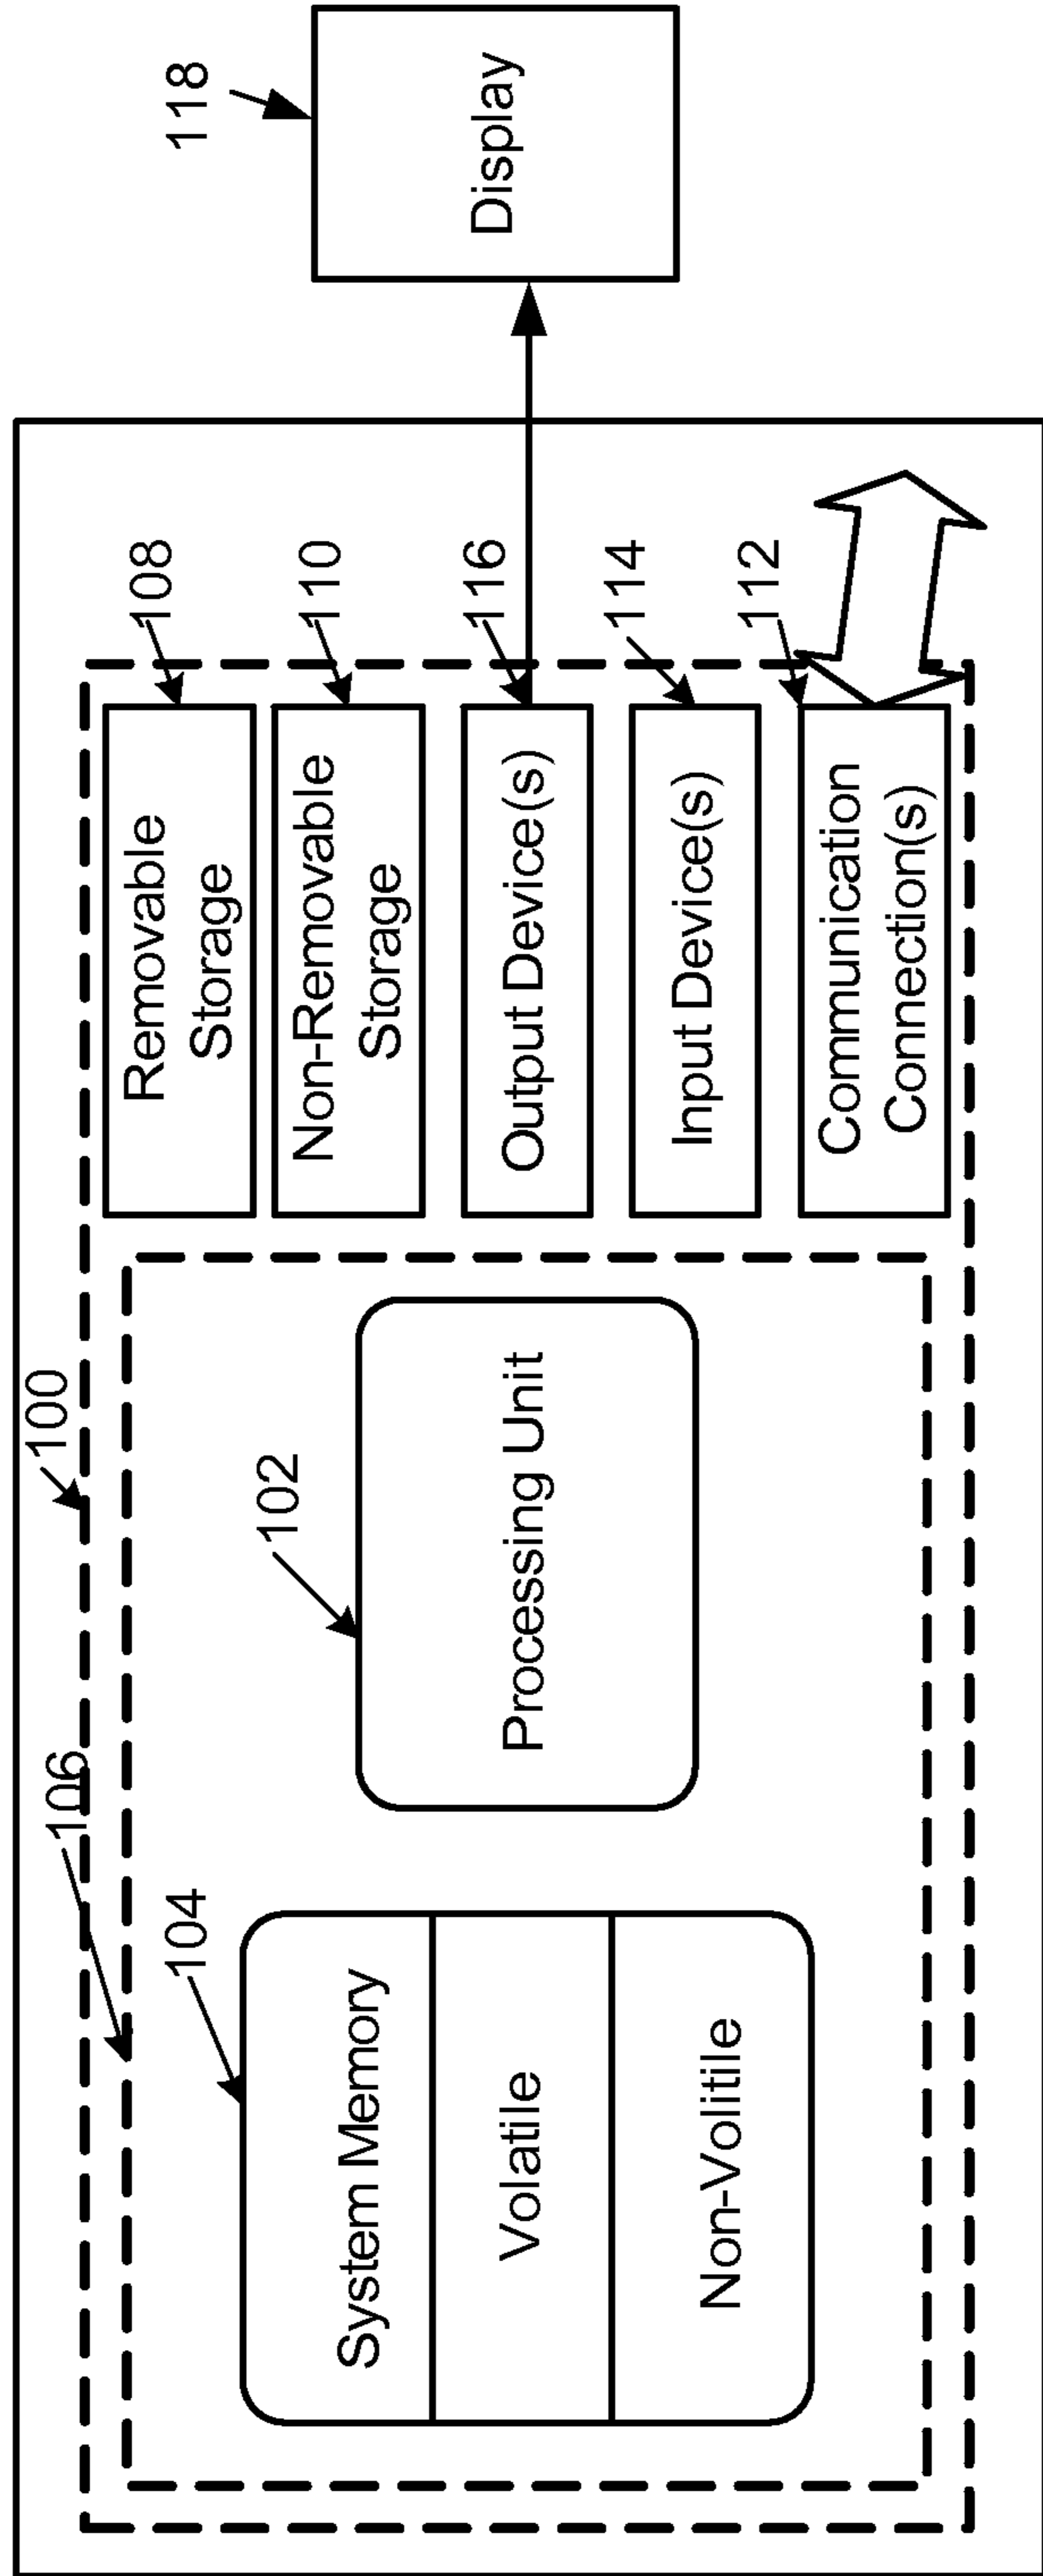 100
106
108
Removable
Storage
118
104
System Memory
Volatile
Non-Volitile
102
Processing Unit
110
Non-Removable
Storage
116
Output Device(s)
Display
114
Input Device(s)
112
Communication
Connection(s)